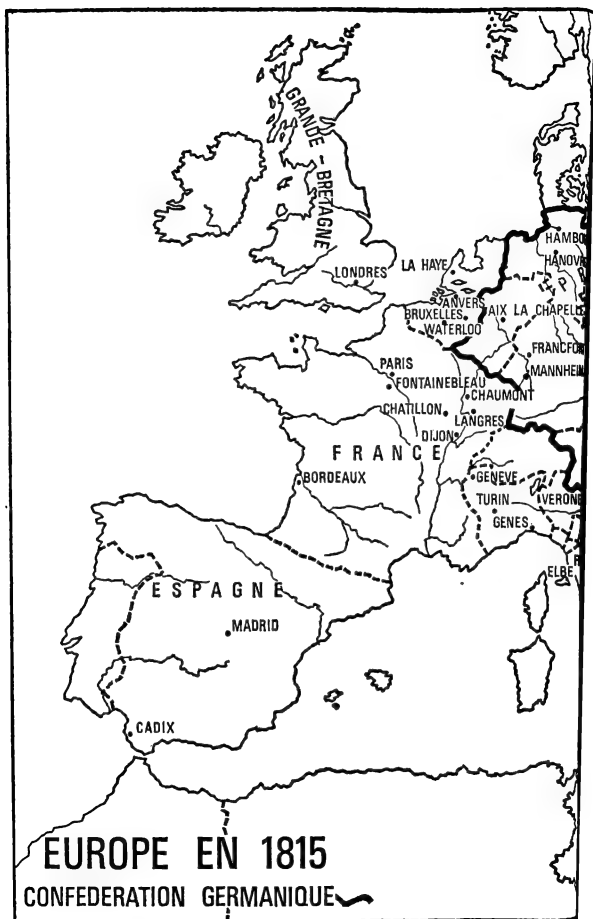 GRANDE - BRETAGNE
HAMBO
HANOV
LONDRES
LA HAYE
P
ANVERS
BRUXELLES
AIX LA CHAPELLE
WATERLOO
FRANCFOR
PARIS
MANNHEI
FONTAINEBLEAU
CHAUMONT
CHATILLON
LANGRES
DIJON
FRANCE
BORDEAUX
GENEVE
TURIN
VERONE
GENES
ELBE
ESPAGNE
MADRID
CADIX
EUROPE EN 1815
CONFEDERATION GERMANIQUE